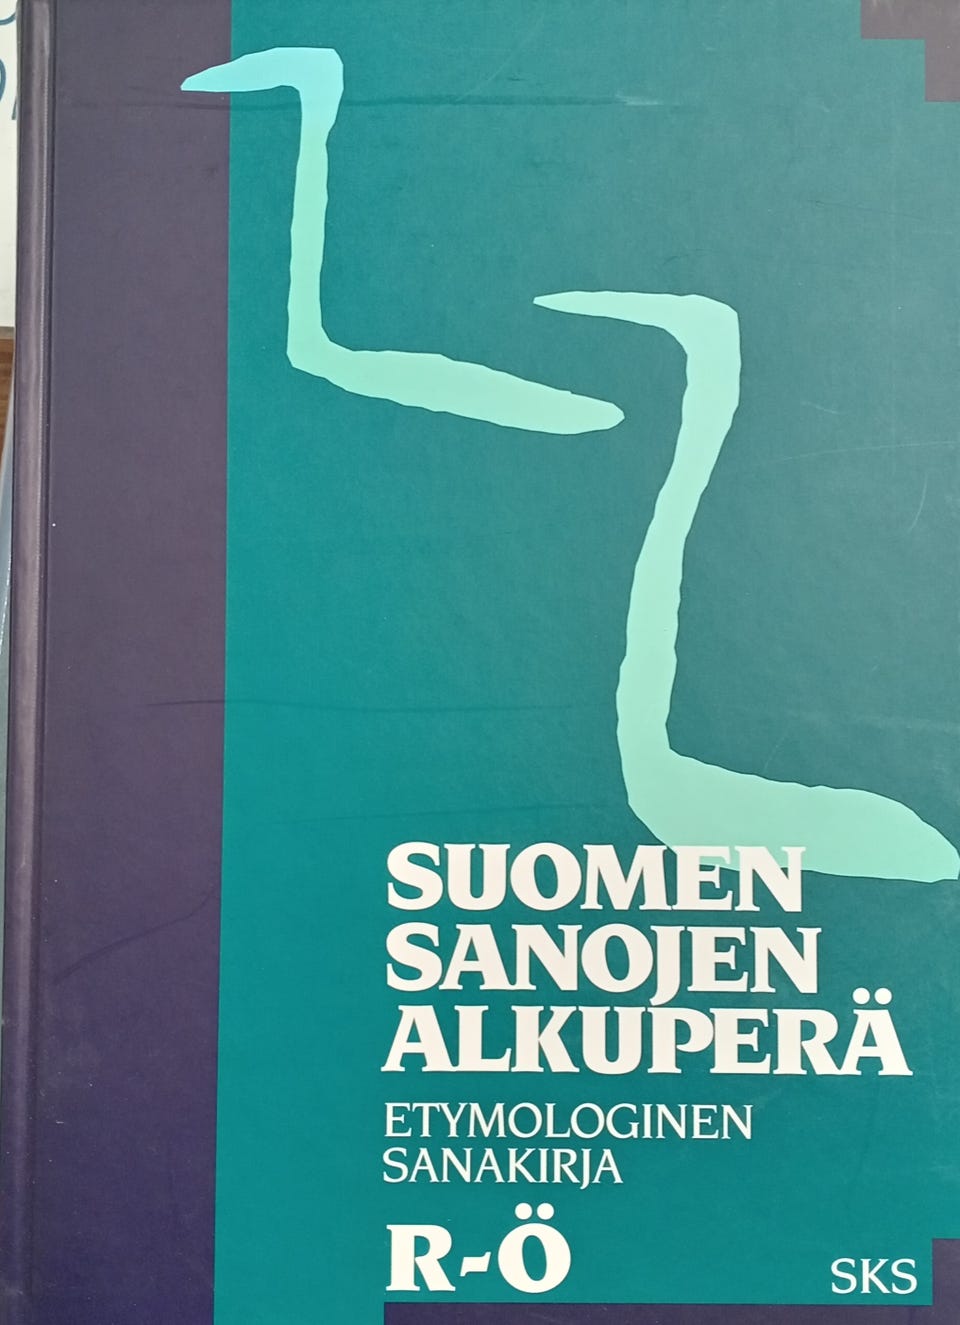 SUOMEN
SANOJEN
ALKUPERÄ
ETYMOLOGINEN
SANAKIRJA
R-Ö
SKS